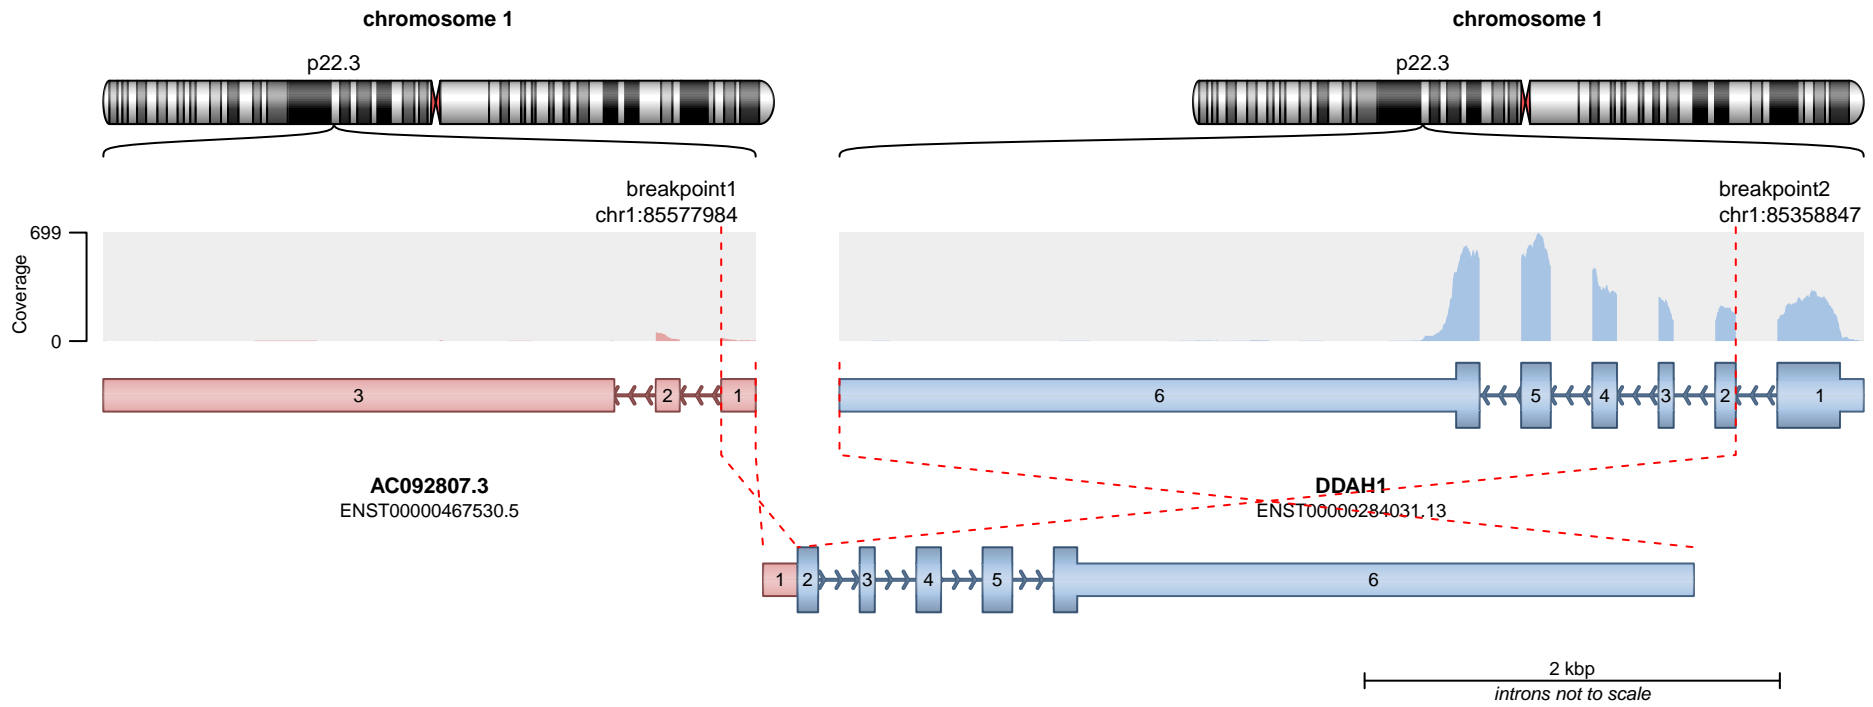 chromosome 1
chromosome 1
p22.3
p22.3
breakpoint1
chr1:85577984
breakpoint2
chr1:85358847
699
Coverage
0
3 2 1
6 5 4 3 2 1
AC092807.3
ENST00000467530.5
DDAH1
ENST00000284031.13
1 2 3 4 5 6
2 kbp
introns not to scale